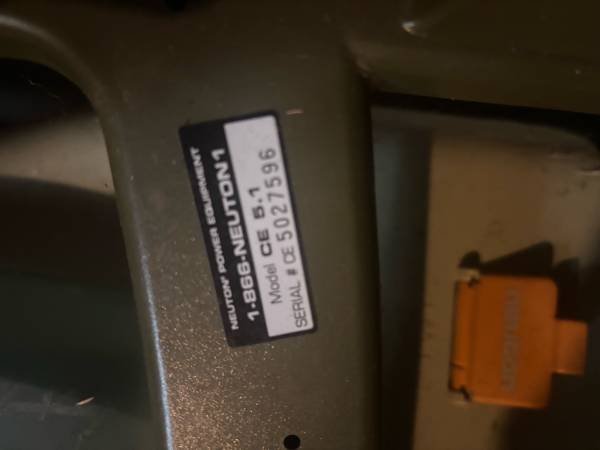 NEUTON® POWER EQUIPMENT
1-866-NEUTON1
Model CE 5.1
SERIAL # CE 5027596